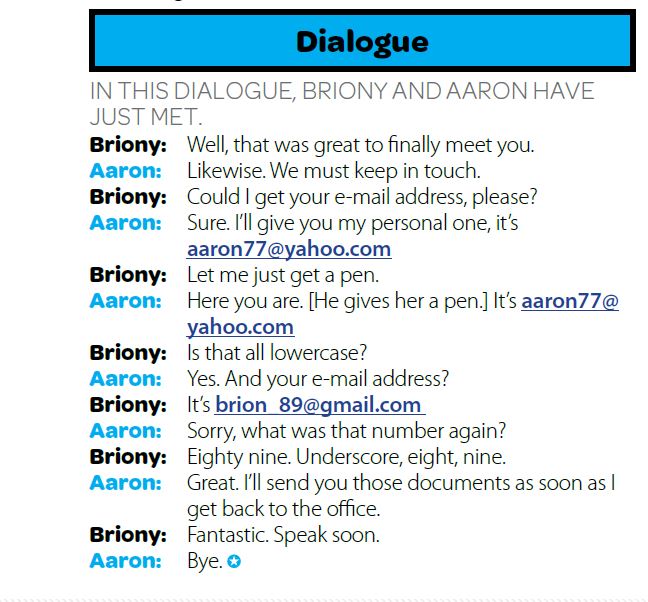 Dialogue
IN THIS DIALOGUE, BRIONY AND AARON HAVE
JUST MET.
Briony: Well, that was great to finally meet you.
Aaron: Likewise. We must keep in touch.
Briony: Could I get your e-mail address, please?
Aaron: Sure. I'll give you my personal one, it's
aaron77@yahoo.com
Briony: Let me just get a pen.
Aaron: Here you are. [He gives her a pen.] It's aaron77@
yahoo.com
Briony: Is that all lowercase?
Aaron: Yes. And your e-mail address?
Briony: It's brion_89@gmail.com
Aaron: Sorry, what was that number again?
Briony: Eighty nine. Underscore, eight, nine.
Aaron: Great. I'll send you those documents as soon as I
get back to the office.
Briony: Fantastic. Speak soon.
Aaron: Bye.